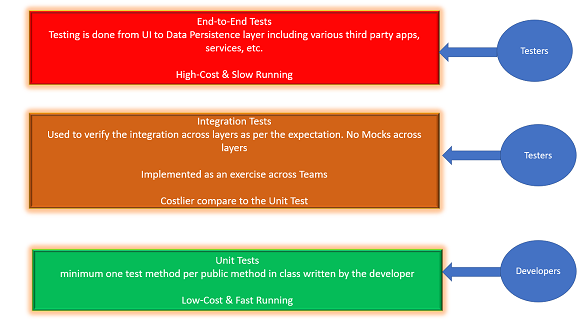 End-to-End Tests
Testing is done from UI to Data Persistence layer including various third party apps,
services, etc.
High-Cost & Slow Running
Testers
Integration Tests
Used to verify the integration across layers as per the expectation. No Mocks across
layers
Implemented as an exercise across Teams
Costlier compare to the Unit Test
Testers
Unit Tests
minimum one test method per public method in class written by the developer
Low-Cost & Fast Running
Developers